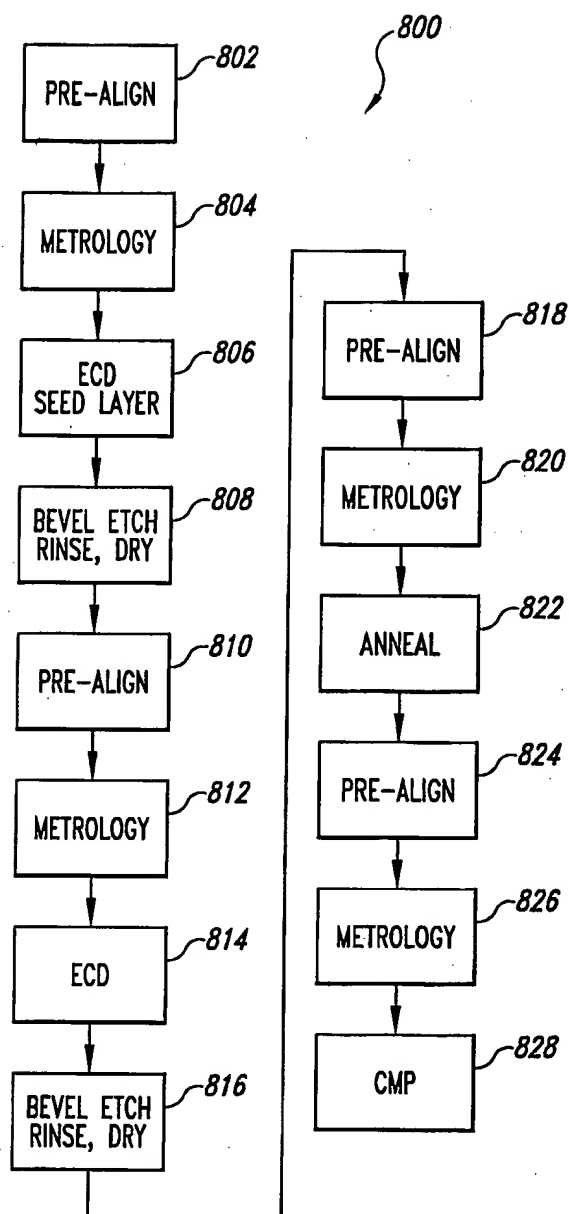 800
802
PRE-ALIGN
804
METROLOGY
806
ECD
SEED LAYER
808
BEVEL ETCH
RINSE, DRY
810
PRE-ALIGN
812
METROLOGY
814
ECD
816
BEVEL ETCH
RINSE, DRY
818
PRE-ALIGN
820
METROLOGY
822
ANNEAL
824
PRE-ALIGN
826
METROLOGY
828
CMP